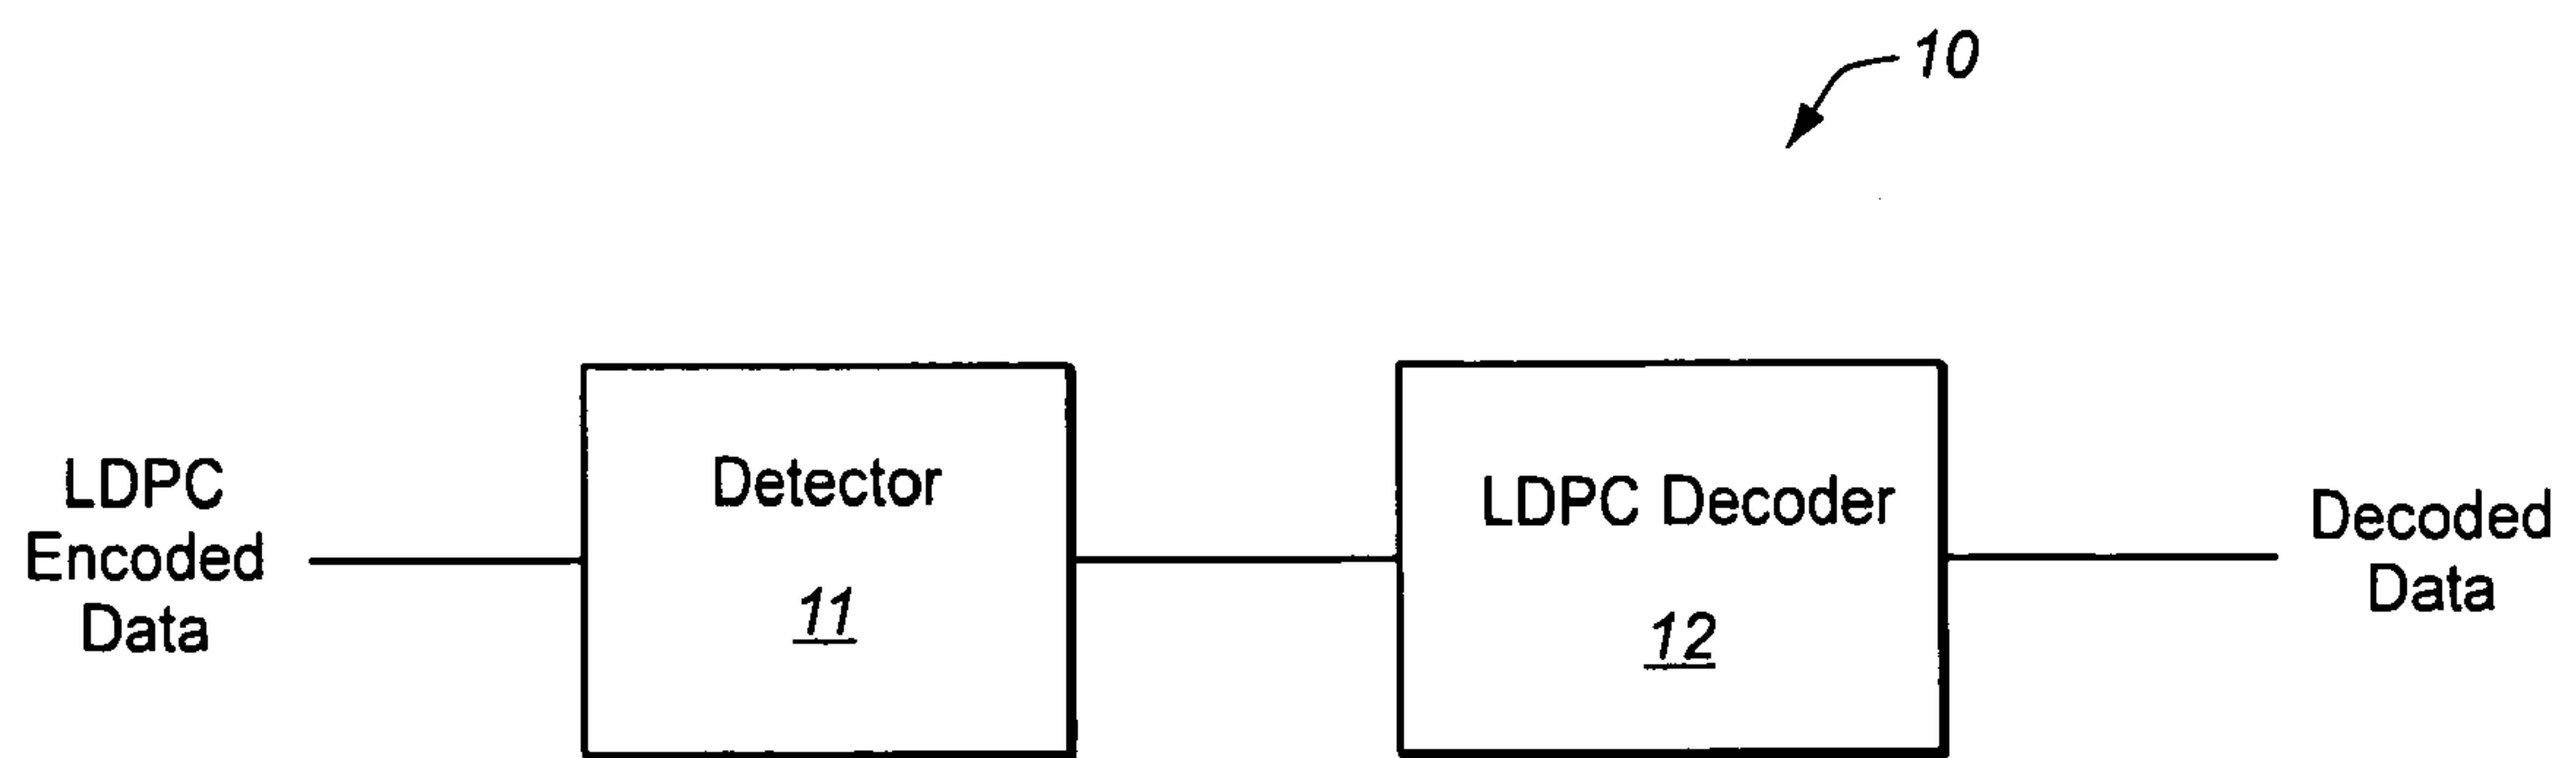 10
LDPC
Encoded
Data
Detector
11
LDPC Decoder
12
Decoded
Data